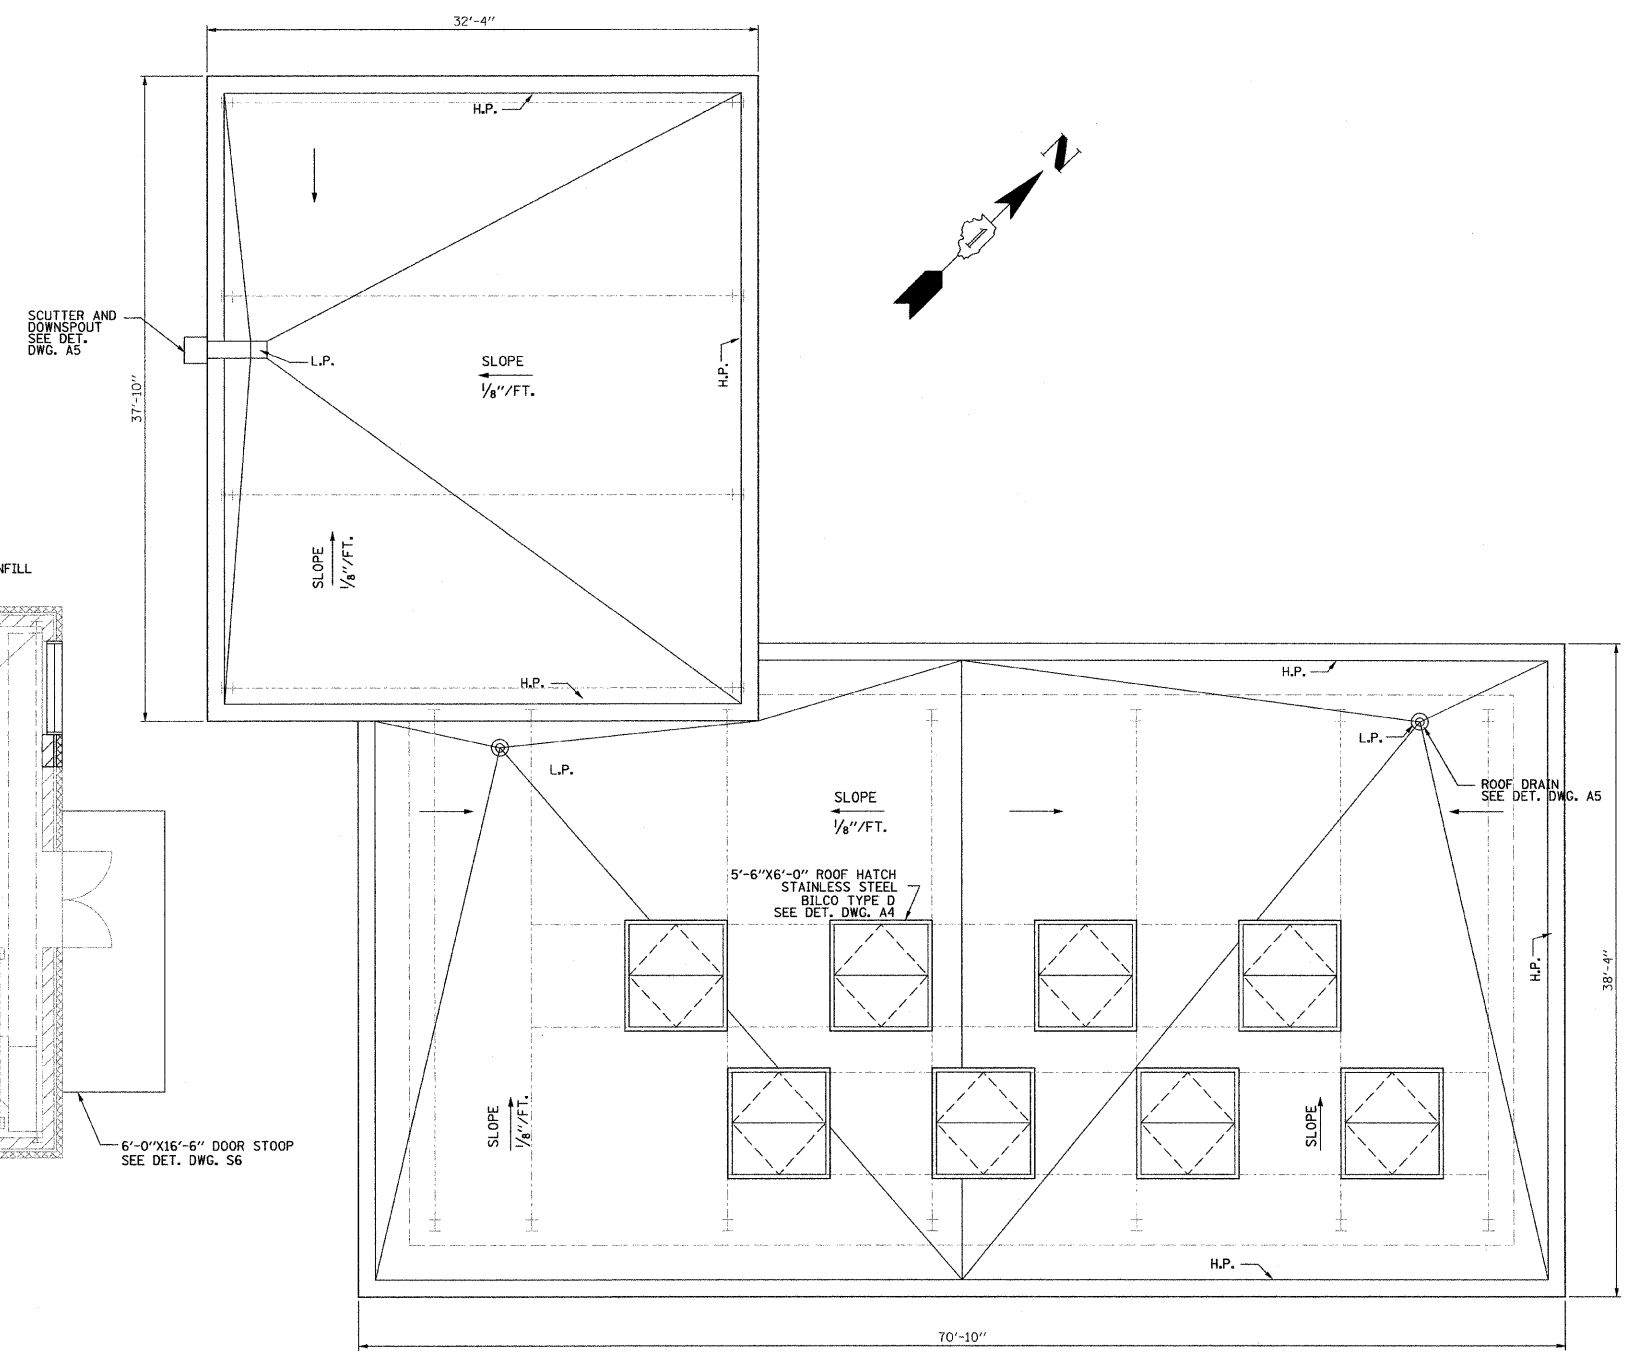 32'-4"
H.P.
N
1
SCUTTER AND
DOWNSPOUT
SEE DET.
DWG. A5
L.P.
37'-10"
SLOPE
1/8"/FT.
H.P.
SLOPE
1/8"/FT.
H.P.
NFILL
H.P.
L.P.
L.P.
ROOF DRAIN
SEE DET. DWG. A5
SLOPE
1/8"/FT.
5'-6"X6'-0" ROOF HATCH
STAINLESS STEEL
BILCO TYPE D
SEE DET. DWG. A4
H.P.
38'-4"
SLOPE
1/8"/FT.
SLOPE
6'-0"X16'-6" DOOR STOOP
SEE DET. DWG. S6
H.P.
70'-10"